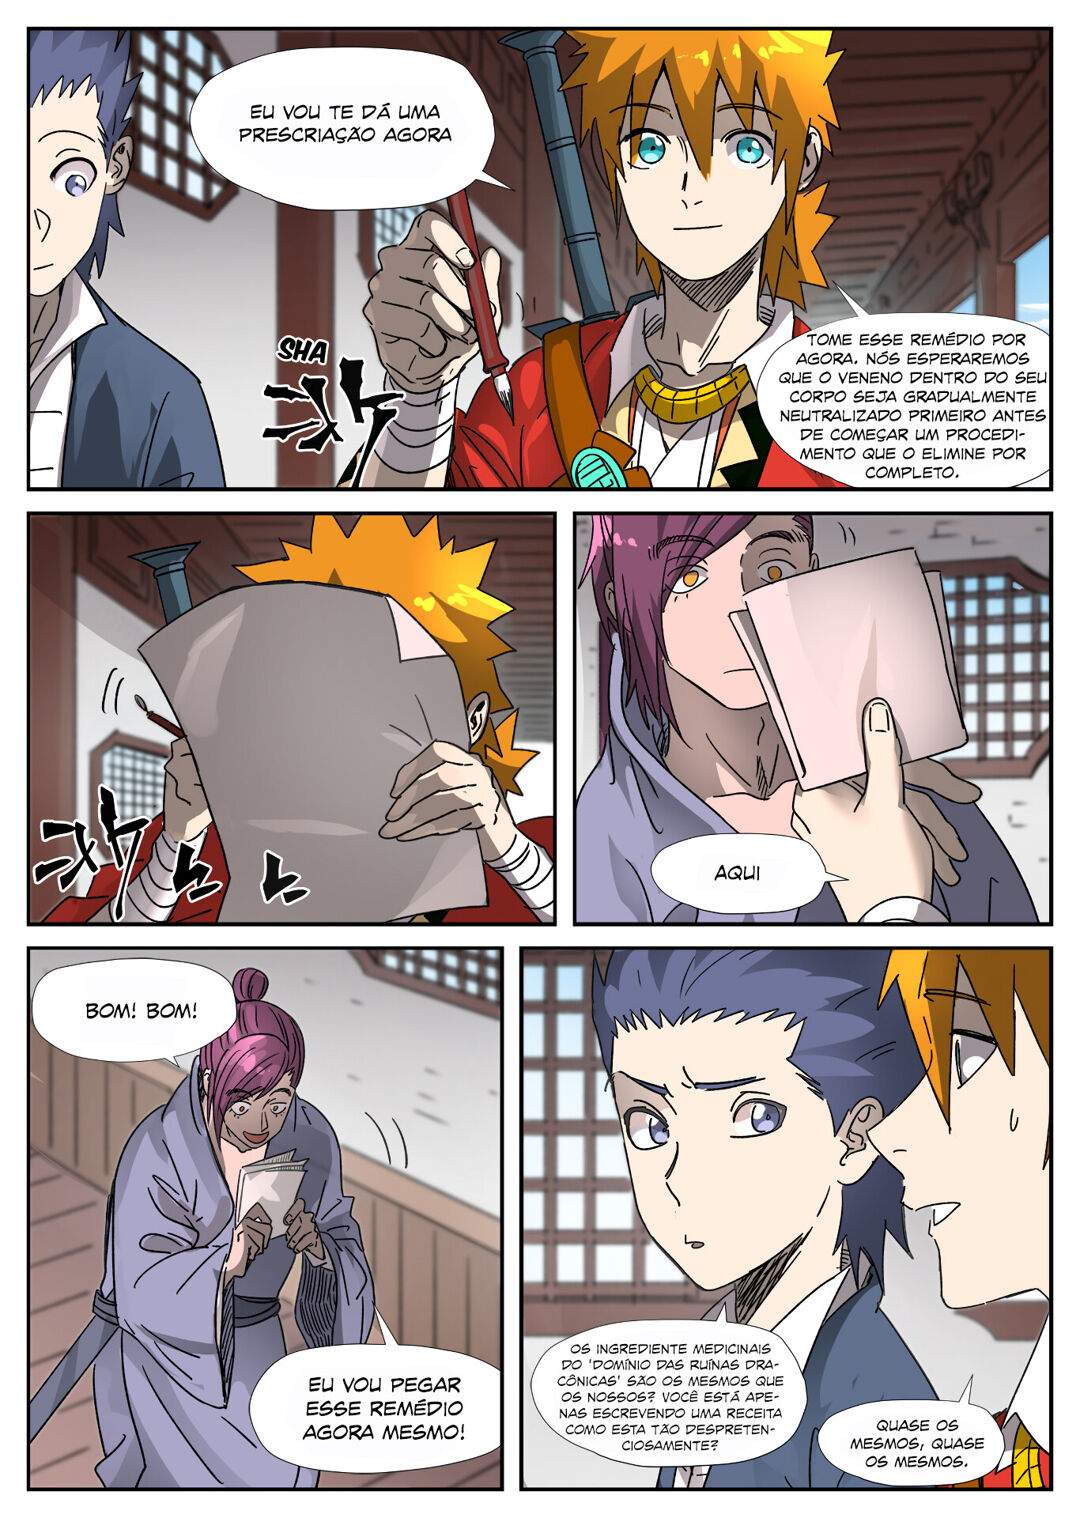 EU VOU TE DÁ UMA
PRESCRIAÇÃO AGORA
SHA
TOME ESSE REMÉDIO POR
AGORA. NÓS ESPERAREMOS
QUE O VENENO DENTRO DO SEU
CORPO SEJA GRADUALMENTE
NEUTRALIZADO PRIMEIRO ANTES
DE COMEÇAR UM PROCEDI-
MENTO QUE O ELIMINE POR
COMPLETO.
AQUI
BOM! BOM!
EU VOU PEGAR
ESSE REMÉDIO
AGORA MESMO!
OS INGREDIENTE MEDICINAIS
DO 'DOMÍNIO DAS RUÍNAS DRA-
CÔNICAS' SÃO OS MESMOS QUE
OS NOSSOS? VOCÊ ESTÁ APE-
NAS ESCREVENDO UMA RECEITA
COMO ESTA TÃO DESPRETEN-
CIOSAMENTE?
QUASE OS
MESMOS, QUASE
OS MESMOS.